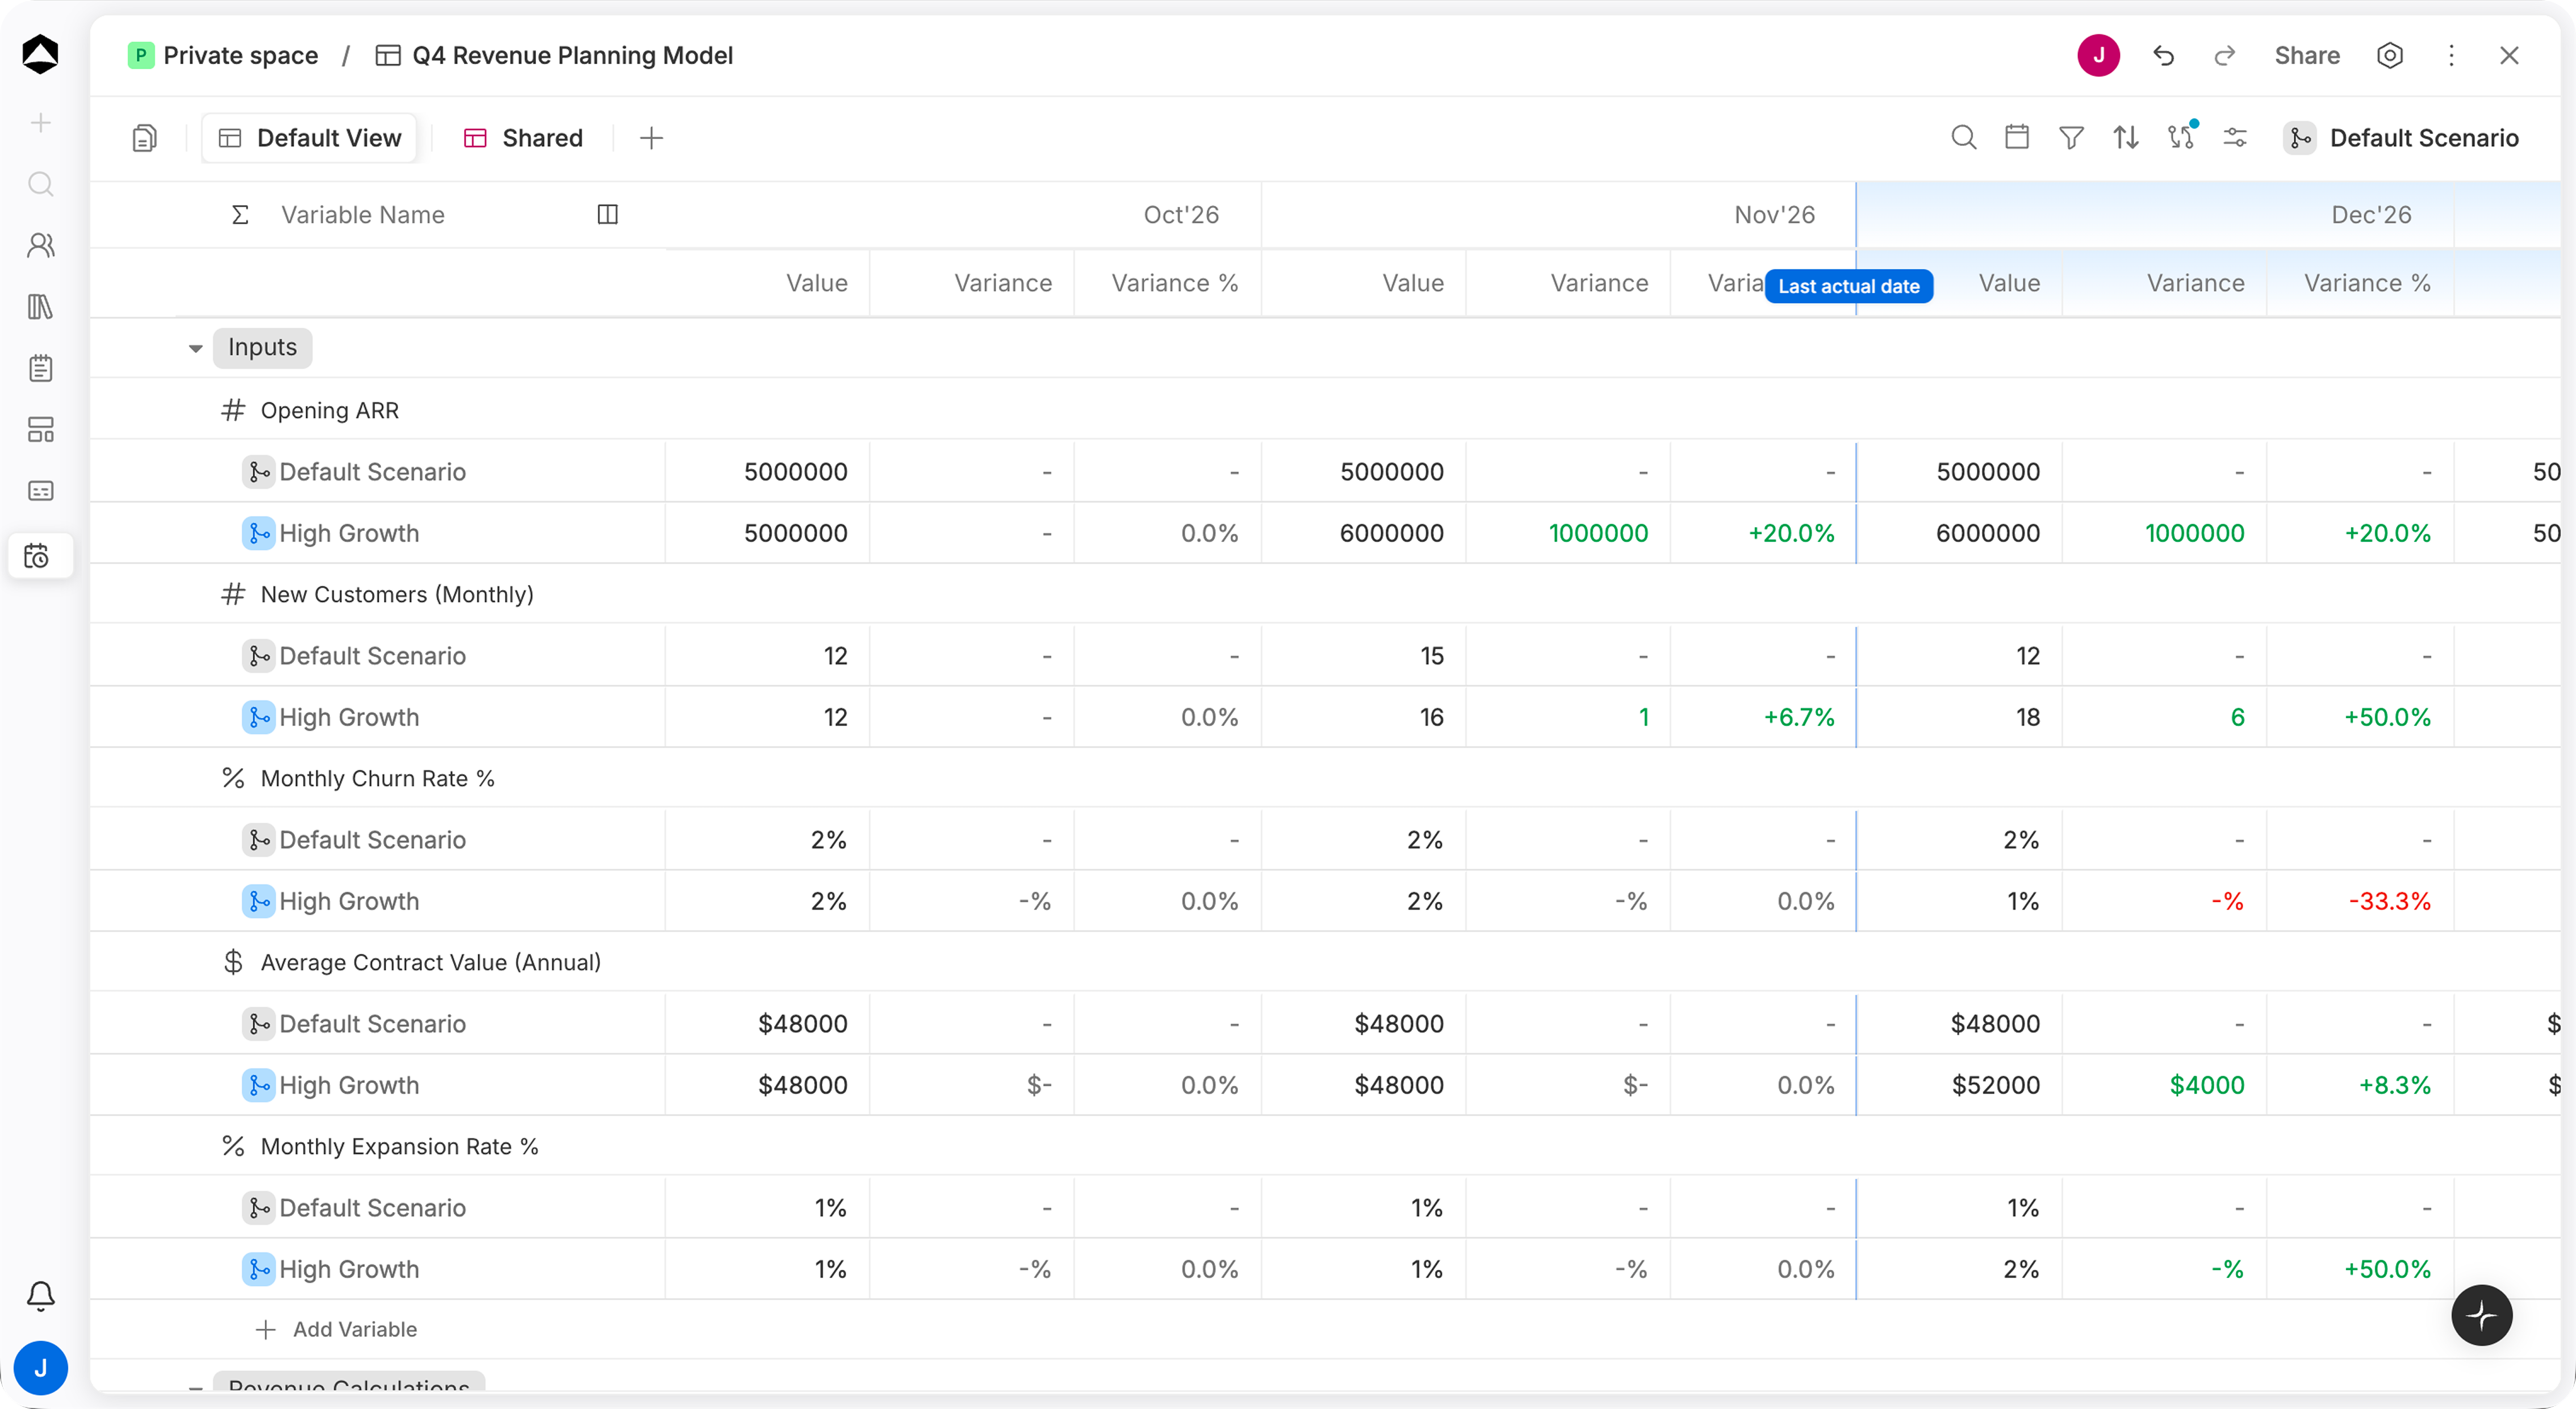 P Private space / Q4 Revenue Planning Model J Share
Default View Shared Default Scenario
Σ Variable Name Oct'26 Nov'26 Dec'26
Value Variance Variance % Value Variance Varia Last actual date Value Variance Variance %
Inputs
# Opening ARR
Default Scenario 5000000 - - 5000000 - - 5000000 - - 50
High Growth 5000000 - 0.0% 6000000 1000000 +20.0% 6000000 1000000 +20.0% 50
# New Customers (Monthly)
Default Scenario 12 - - 15 - - 12 - -
High Growth 12 - 0.0% 16 1 +6.7% 18 6 +50.0%
% Monthly Churn Rate %
Default Scenario 2% - - 2% - - 2% - -
High Growth 2% -% 0.0% 2% -% 0.0% 1% -% -33.3%
$ Average Contract Value (Annual)
Default Scenario $48000 - - $48000 - - $48000 - - $
High Growth $48000 $- 0.0% $48000 $- 0.0% $52000 $4000 +8.3% $
% Monthly Expansion Rate %
Default Scenario 1% - - 1% - - 1% - -
High Growth 1% -% 0.0% 1% -% 0.0% 2% -% +50.0%
Add Variable
Revenue Calculations
J